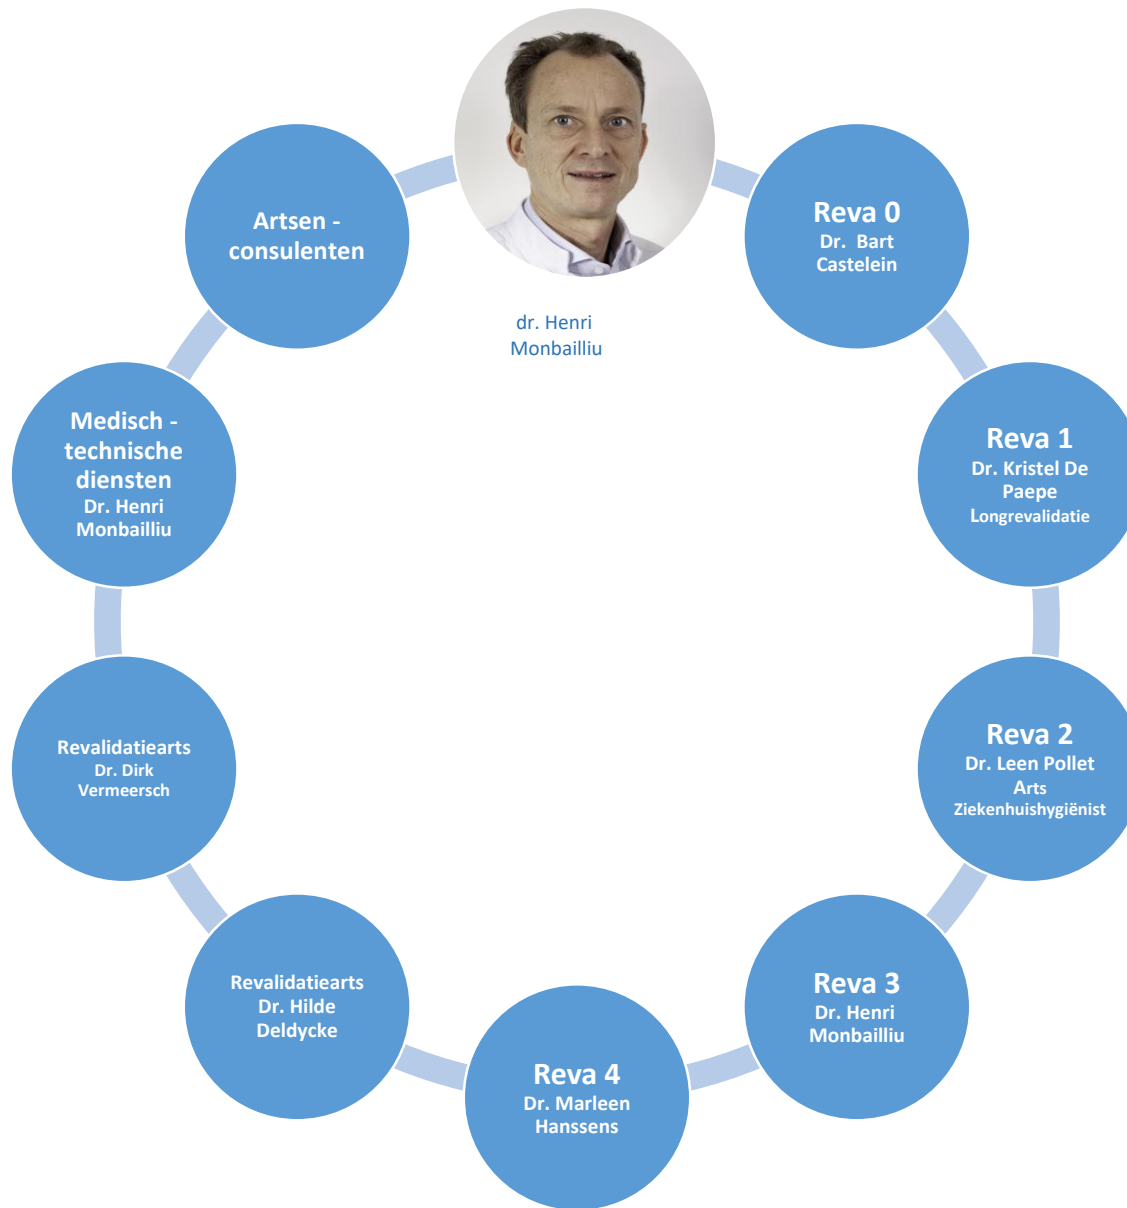 dr. Henri
Monbailliu
Reva 0
Dr. Bart
Castelein
Reva 1
Dr. Kristel De
Paepe
Longrevalidatie
Reva 2
Dr. Leen Pollet
Arts
Ziekenhuishygiënist
Reva 3
Dr. Henri
Monbailliu
Reva 4
Dr. Marleen
Hanssens
Revalidatiearts
Dr. Hilde
Deldycke
Revalidatiearts
Dr. Dirk
Vermeersch
Medisch -
technische
diensten
Dr. Henri
Monbailliu
Artsen -
consulenten